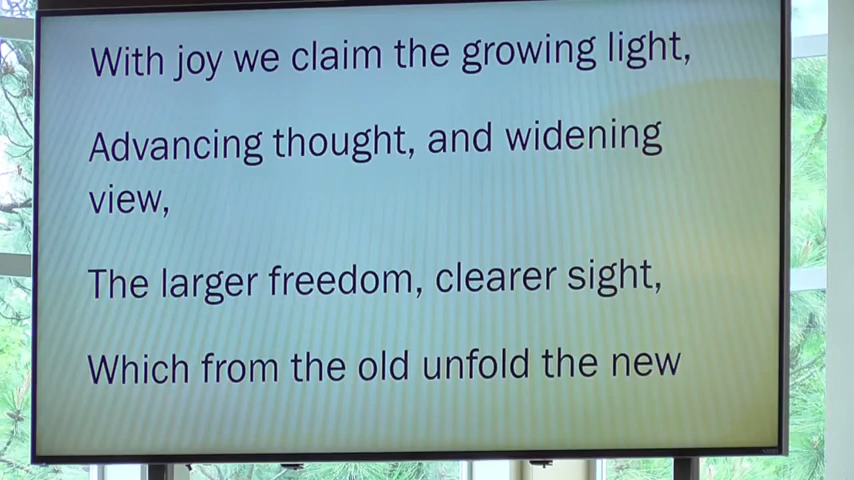 With joy we claim the growing light,
Advancing thought, and widening
view,
The larger freedom, clearer sight,
Which from the old unfold the new